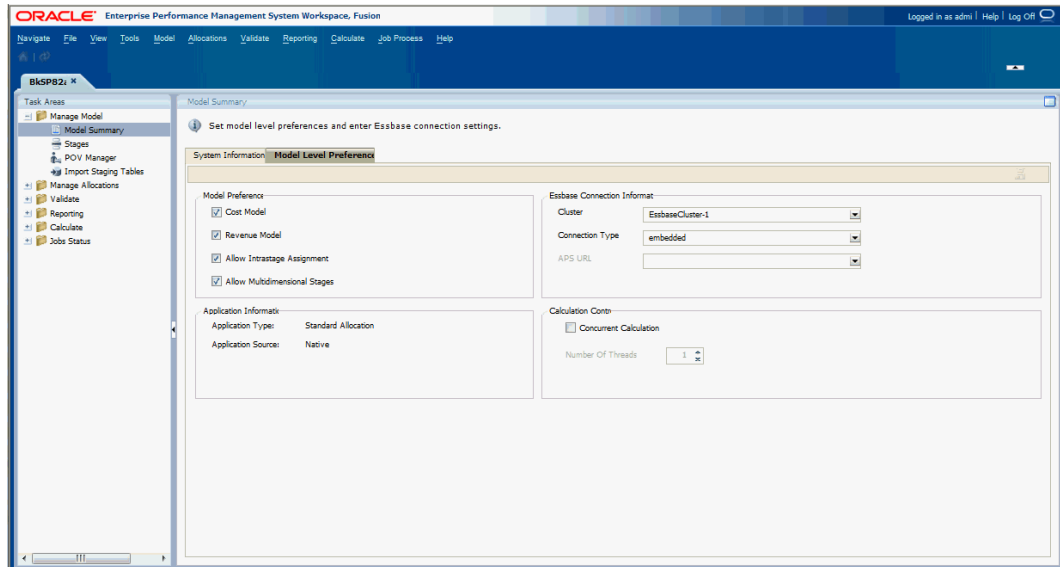 ORACLE Enterprise Performance Management System Workspace, Fusion
Logged in as admi | Help | Log Off
Navigate File View Tools Model Allocations Validate Reporting Calculate Job Process Help
BkSP82
Task Areas
Manage Model
Model Summary
Stages
POV Manager
Import Staging Tables
Manage Allocations
Validate
Reporting
Calculate
Jobs Status
Model Summary
Set model level preferences and enter Essbase connection settings.
System Information Model Level Preference
Model Preference
Cost Model
Revenue Model
Allow Intrastage Assignment
Allow Multidimensional Stages
Essbase Connection Informat
Cluster EssbaseCluster-1
Connection Type embedded
APS URL
Application Informati
Application Type: Standard Allocation
Application Source: Native
Calculation Contr
Concurrent Calculation
Number Of Threads 1